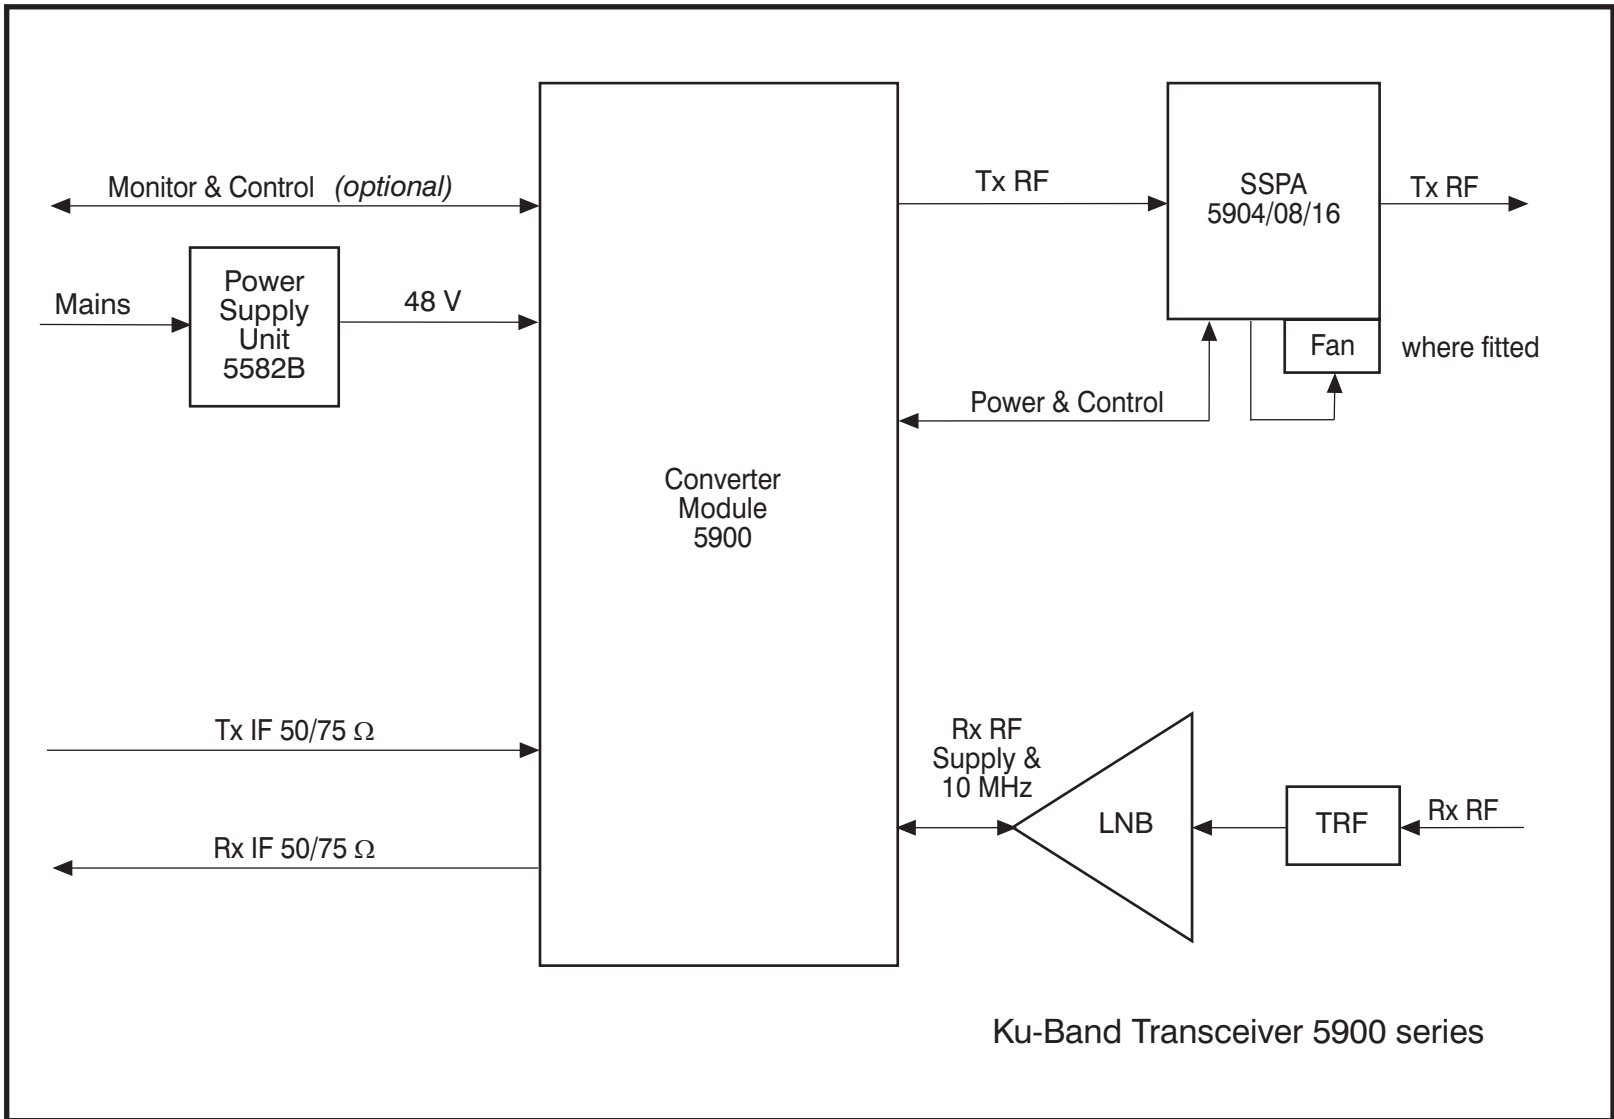 Monitor & Control (optional)
Mains
Power
Supply
Unit
5582B
48 V
Converter
Module
5900
Tx RF
SSPA
5904/08/16
Tx RF
Fan
where fitted
Power & Control
Tx IF 50/75 Ω
Rx IF 50/75 Ω
Rx RF
Supply &
10 MHz
LNB
TRF
Rx RF
Ku-Band Transceiver 5900 series